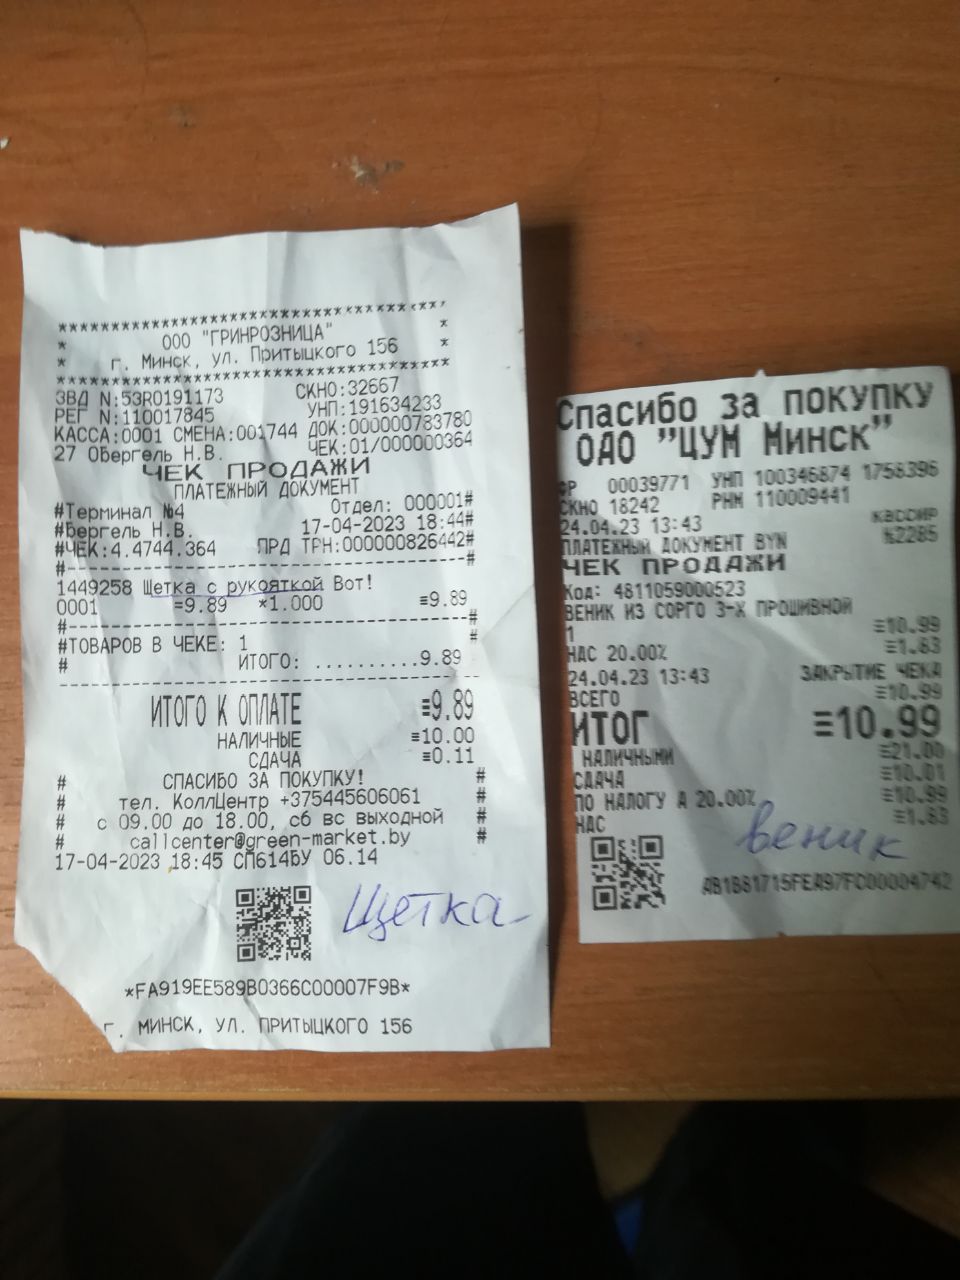 ****************************************
* ООО "ГРИНРОЗНИЦА" *
* г. Минск, ул. Притыцкого 156 *
****************************************
ЗВД N:53R0191173 СКНО:32667
РЕГ N:110017845 УНП:191634233
КАССА:0001 СМЕНА:001744 ДОК:000000783780
27 0Бергель Н.В. ЧЕК:01/000000364
ЧЕК ПРОДАЖИ
ПЛАТЕЖНЫЙ ДОКУМЕНТ
#Терминал №4 Отдел: 000001#
#Бергель Н.В. 17-04-2023 18:44#
#ЧЕК:4.4744.364 ПРД ТРН:000000826442#
#--------------------------------------#
1449258 Щетка с рукояткой Вот!
0001 =9.89 *1.000 ≡9.89
#--------------------------------------#
#ТОВАРОВ В ЧЕКЕ: 1 #
# ИТОГО: ..........9.89
----------------------------------------
ИТОГО К ОПЛАТЕ ≡9.89
НАЛИЧНЫЕ ≡10.00
СДАЧА ≡0.11
# СПАСИБО ЗА ПОКУПКУ! #
# тел. КоллЦентр +375445606061 #
# с 09.00 до 18.00, сб вс выходной #
# callcenter@green-market.by #
17-04-2023 18:45 СП614БУ 06.14
Щетка
*FA919EE589B0366C00007F9B*
г. МИНСК, УЛ. ПРИТЫЦКОГО 156
Спасибо за покупку
ОАО "ЦУМ Минск"
ФР 00039771 УНП 100346874 1758396
СКНО 18242 РНМ 110009441
24.04.23 13:43 кассир
ПЛАТЕЖНЫЙ ДОКУМЕНТ BYN №2285
ЧЕК ПРОДАЖИ
Код: 4811059000523
ВЕНИК ИЗ СОРГО 3-Х ПРОШИВНОЙ
1 ≡10.99
НДС 20.00% ≡1.83
24.04.23 13:43 ЗАКРЫТИЕ ЧЕКА
ВСЕГО ≡10.99
ИТОГ ≡10.99
НАЛИЧНЫМИ ≡21.00
СДАЧА ≡10.01
ПО НАЛОГУ А 20.00% ≡10.99
НДС ≡1.83
веник
AB1B81715FEA97FC00004742